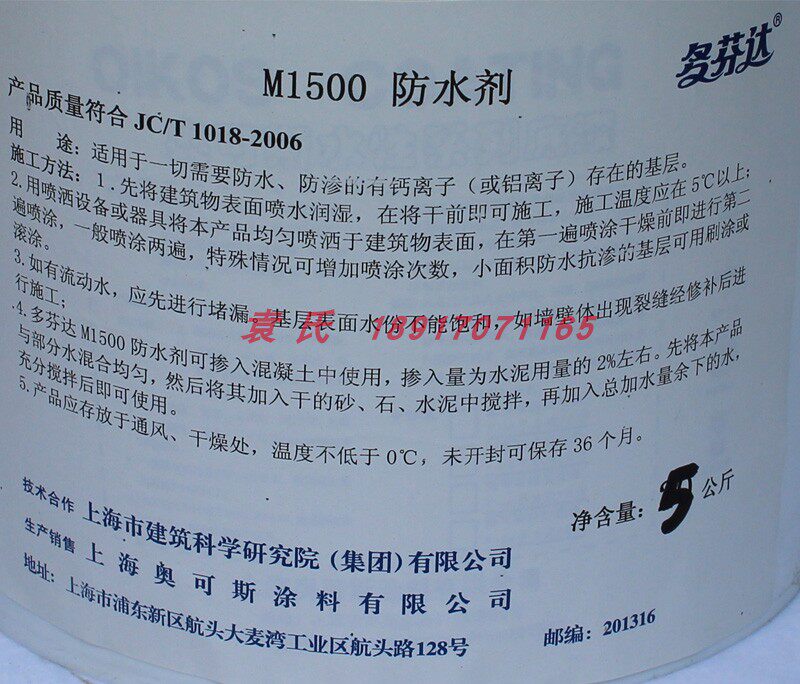 多芬达®
M1500 防水剂
产品质量符合 JC/T 1018-2006
用 途：适用于一切需要防水、防渗的有钙离子（或铝离子）存在的基层。
施工方法：1.先将建筑物表面喷水润湿，在将干前即可施工，施工温度应在5℃以上；
2.用喷洒设备或器具将本产品均匀喷洒于建筑物表面，在第一遍喷涂干燥前即进行第二
遍喷涂，一般喷涂两遍，特殊情况可增加喷涂次数，小面积防水抗渗的基层可用刷涂或
滚涂。
3.如有流动水，应先进行堵漏。基层表面水份不能饱和，如墙壁体出现裂缝经修补后进
行施工；
袁氏 18917071165
4.多芬达M1500防水剂可掺入混凝土中使用，掺入量为水泥用量的2%左右。先将本产品
与部分水混合均匀，然后将其加入干的砂、石、水泥中搅拌，再加入总加水量余下的水，
充分搅拌后即可使用。
5.产品应存放于通风、干燥处，温度不低于0℃，未开封可保存36个月。
净含量：5公斤
技术合作 上海市建筑科学研究院（集团）有限公司
生产销售 上海奥可斯涂料有限公司
地址：上海市浦东新区航头大麦湾工业区航头路128号
邮编：201316